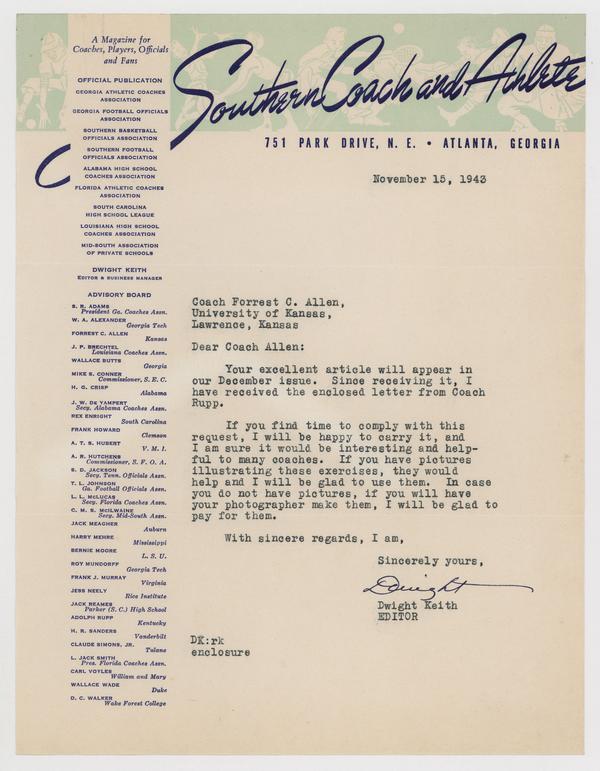 A Magazine for
Coaches, Players, Officials
and Fans
Southern Coach and Athlete
751 PARK DRIVE, N. E. • ATLANTA, GEORGIA
OFFICIAL PUBLICATION
GEORGIA ATHLETIC COACHES
ASSOCIATION
GEORGIA FOOTBALL OFFICIALS
ASSOCIATION
SOUTHERN BASKETBALL
OFFICIALS ASSOCIATION
SOUTHERN FOOTBALL
OFFICIALS ASSOCIATION
ALABAMA HIGH SCHOOL
COACHES ASSOCIATION
FLORIDA ATHLETIC COACHES
ASSOCIATION
SOUTH CAROLINA
HIGH SCHOOL LEAGUE
LOUISIANA HIGH SCHOOL
COACHES ASSOCIATION
MID-SOUTH ASSOCIATION
OF PRIVATE SCHOOLS
DWIGHT KEITH
EDITOR & BUSINESS MANAGER
ADVISORY BOARD
S. R. ADAMS
President Ga. Coaches Assn.
W. A. ALEXANDER
Georgia Tech
FORREST C. ALLEN
Kansas
J. P. BRECHTEL
Louisiana Coaches Assn.
WALLACE BUTTS
Georgia
MIKE S. CONNER
Commissioner, S. E. C.
H. G. CRISP
Alabama
J. W. DE YAMPERT
Secy. Alabama Coaches Assn.
REX ENRIGHT
South Carolina
FRANK HOWARD
Clemson
A. T. S. HUBERT
V. M. I.
A. R. HUTCHENS
Commissioner, S. F. O. A.
S. D. JACKSON
Secy. Tenn. Officials Assn.
T. L. JOHNSON
Ga. Football Officials Assn.
L. L. McLUCAS
Secy. Florida Coaches Assn.
C. M. S. McILWAINE
Secy. Mid-South Assn.
JACK MEAGHER
Auburn
HARRY MEHRE
Mississippi
BERNIE MOORE
L. S. U.
ROY MUNDORFF
Georgia Tech
FRANK J. MURRAY
Virginia
JESS NEELY
Rice Institute
JACK REAMES
Parker (S. C.) High School
ADOLPH RUPP
Kentucky
H. R. SANDERS
Vanderbilt
CLAUDE SIMONS, JR.
Tulane
L. JACK SMITH
Pres. Florida Coaches Assn.
CARL VOYLES
William and Mary
WALLACE WADE
Duke
D. C. WALKER
Wake Forest College
November 15, 1943
Coach Forrest C. Allen,
University of Kansas,
Lawrence, Kansas
Dear Coach Allen:
Your excellent article will appear in
our December issue. Since receiving it, I
have received the enclosed letter from Coach
Rupp.
If you find time to comply with this
request, I will be happy to carry it, and
I am sure it would be interesting and help-
ful to many coaches. If you have pictures
illustrating these exercises, they would
help and I will be glad to use them. In case
you do not have pictures, if you will have
your photographer make them, I will be glad to
pay for them.
With sincere regards, I am,
Sincerely yours,
Dwight
Dwight Keith
EDITOR
DK:rk
enclosure